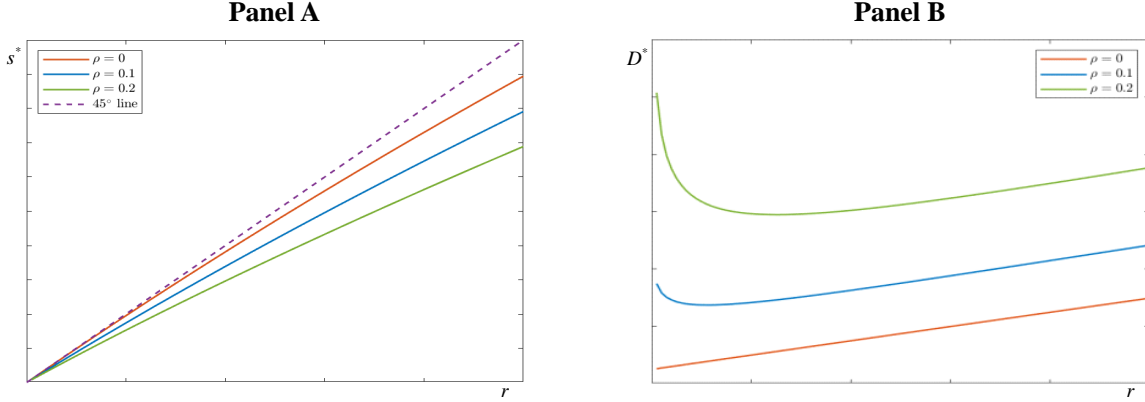 Panel A
s*
ρ = 0
ρ = 0.1
ρ = 0.2
45° line
r
Panel B
D*
ρ = 0
ρ = 0.1
ρ = 0.2
r